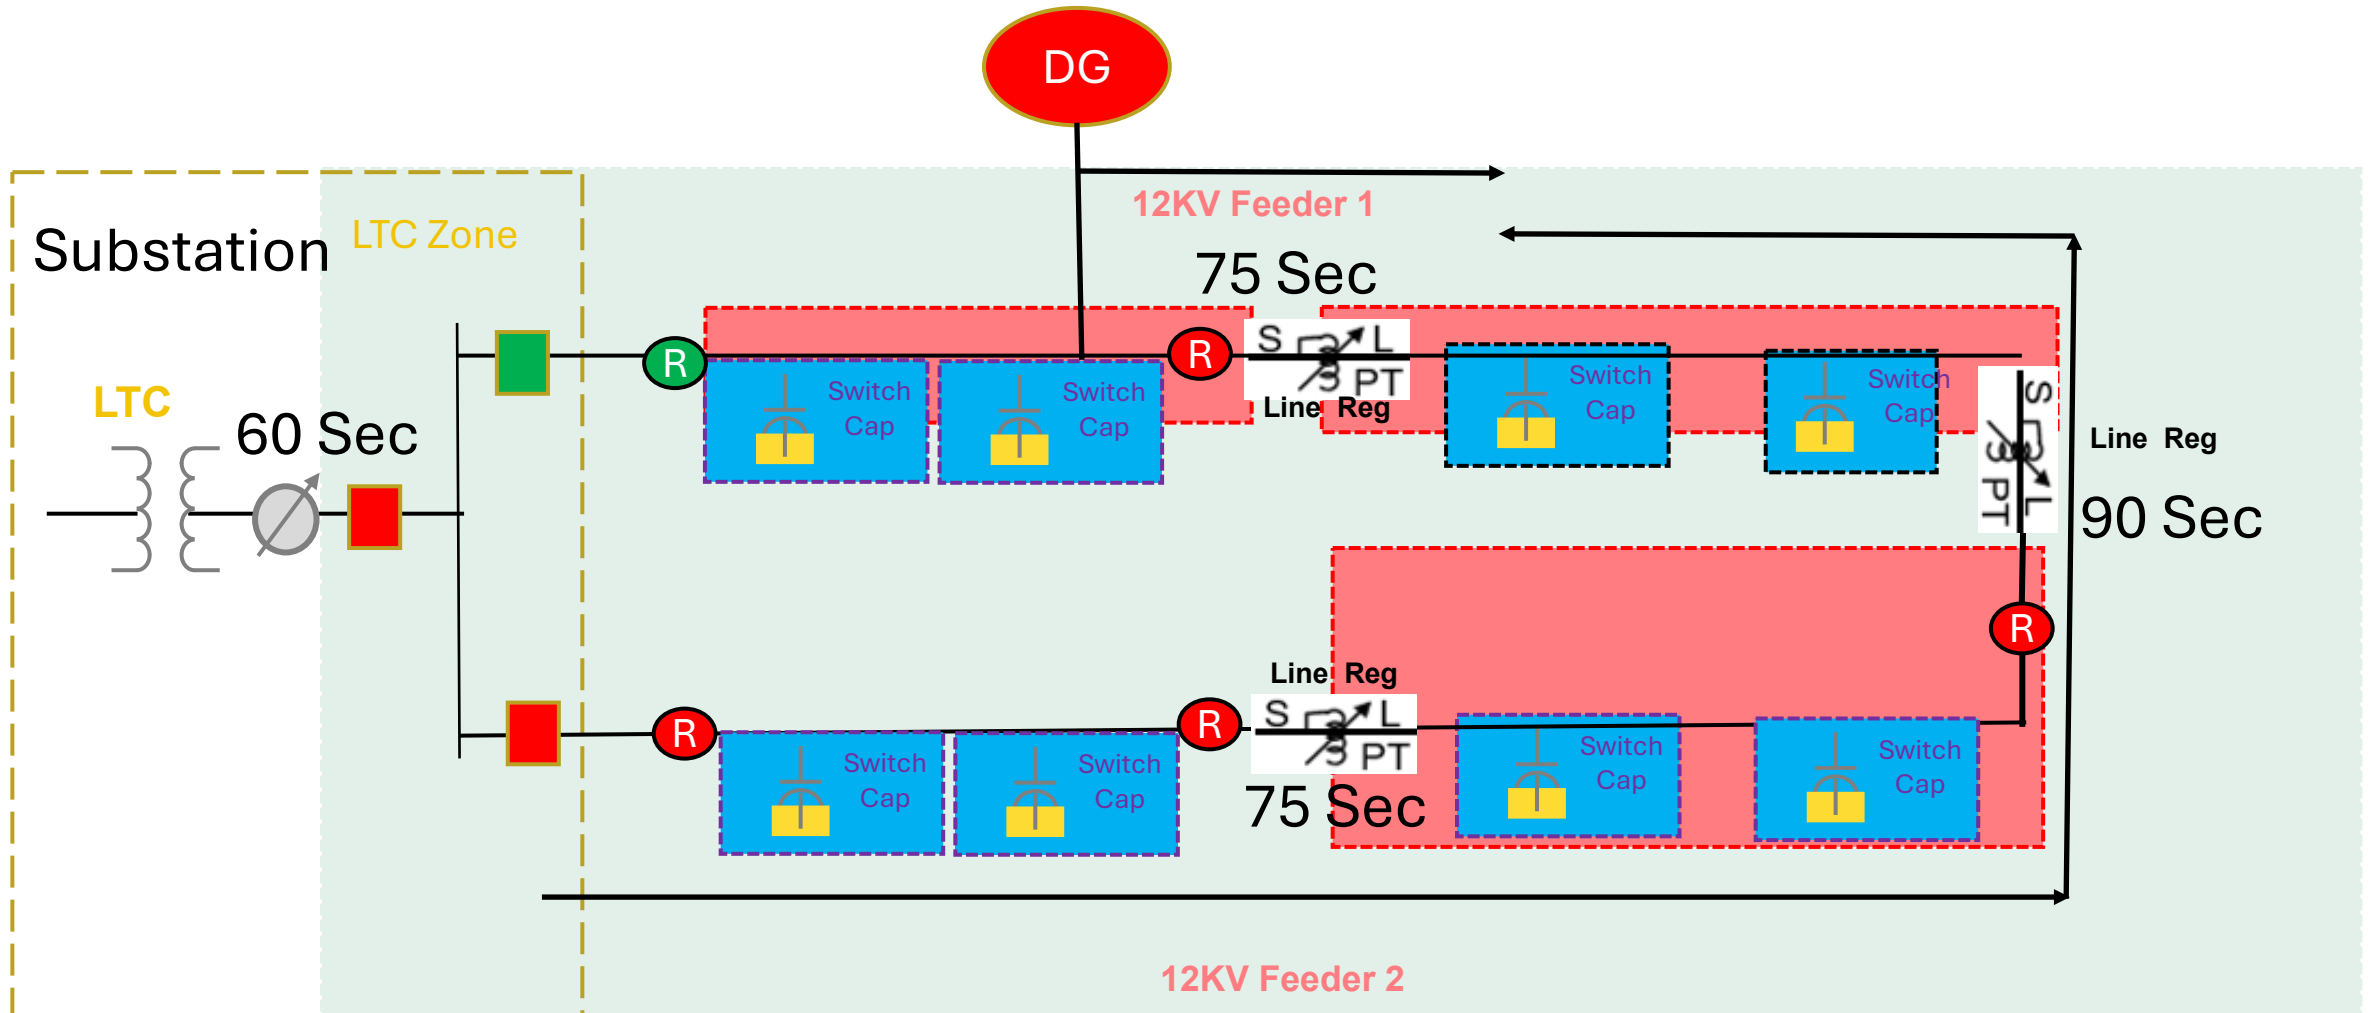 DG
12KV Feeder 1
Substation
LTC Zone
75 Sec
R
R
S
L
PT
Line Reg
Switch
Cap
Switch
Cap
Switch
Cap
Switch
Cap
LTC
60 Sec
S
L
PT
Line Reg
90 Sec
R
Line Reg
R
R
S
L
PT
75 Sec
Switch
Cap
Switch
Cap
Switch
Cap
Switch
Cap
12KV Feeder 2